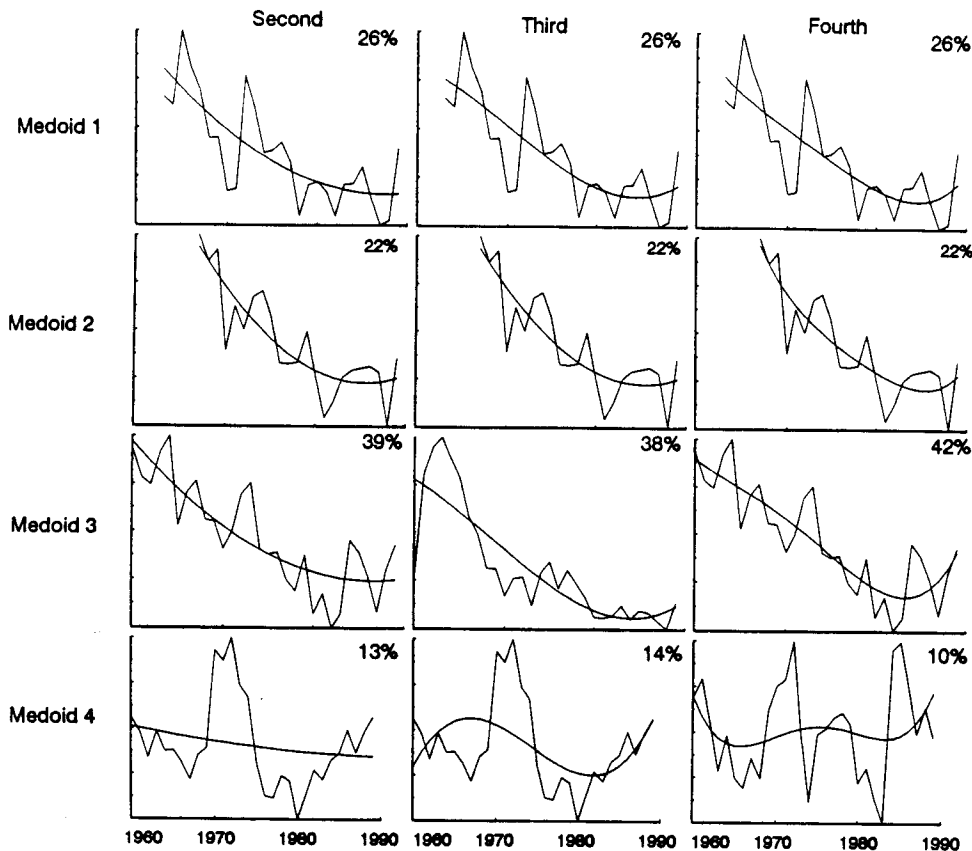 Second Third Fourth
Medoid 1 26% 26% 26%
Medoid 2 22% 22% 22%
Medoid 3 39% 38% 42%
Medoid 4 13% 14% 10%
1960 1970 1980 1990 1960 1970 1980 1990 1960 1970 1980 1990